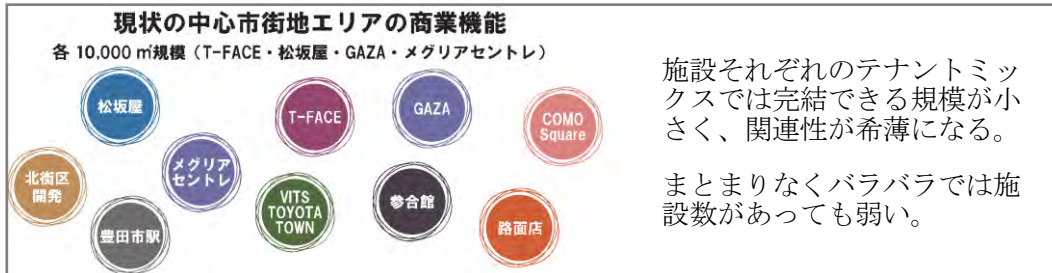 現状の中心市街地エリアの商業機能
各 10,000 ㎡規模（T-FACE・松坂屋・GAZA・メグリアセントレ）
松坂屋
T-FACE
GAZA
COMO
Square
北街区
開発
メグリア
セントレ
VITS
TOYOTA
TOWN
参合館
豊田市駅
路面店
施設それぞれのテナントミッ
クスでは完結できる規模が小
さく、関連性が希薄になる。
まとまりなくバラバラでは施
設数があっても弱い。